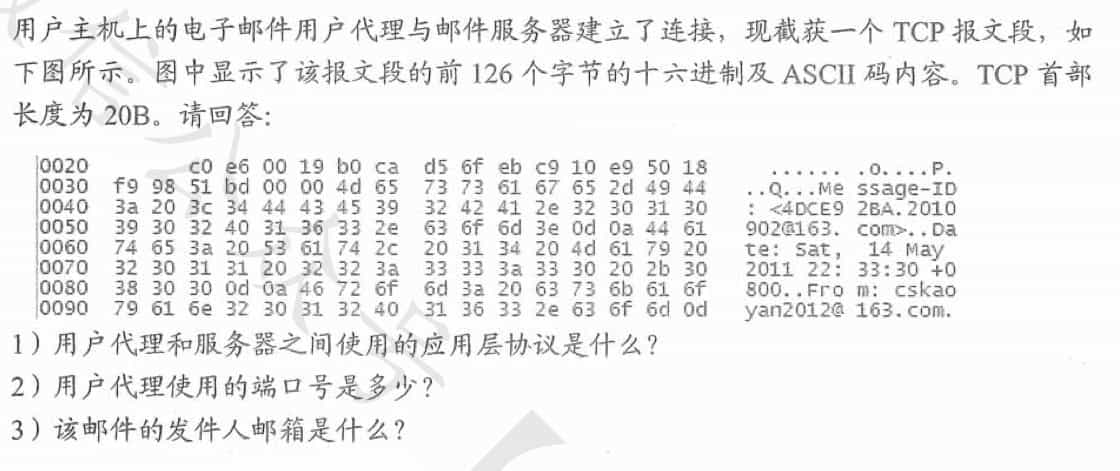 用户主机上的电子邮件用户代理与邮件服务器建立了连接，现截获一个 TCP 报文段，如
下图所示。图中显示了该报文段的前 126 个字节的十六进制及 ASCII 码内容。TCP 首部
长度为 20B。请回答：
0020 c0 e6 00 19 b0 ca d5 6f eb c9 10 e9 50 18 ...... .o....P.
0030 f9 98 51 bd 00 00 4d 65 73 73 61 67 65 2d 49 44 ..Q...Me ssage-ID
0040 3a 20 3c 34 44 43 45 39 32 42 41 2e 32 30 31 30 : <4DCE9 2BA.2010
0050 39 30 32 40 31 36 33 2e 63 6f 6d 3e 0d 0a 44 61 902@163. com>..Da
0060 74 65 3a 20 53 61 74 2c 20 31 34 20 4d 61 79 20 te: Sat, 14 May
0070 32 30 31 31 20 32 32 3a 33 33 3a 33 30 20 2b 30 2011 22: 33:30 +0
0080 38 30 30 0d 0a 46 72 6f 6d 3a 20 63 73 6b 61 6f 800..Fro m: cskao
0090 79 61 6e 32 30 31 32 40 31 36 33 2e 63 6f 6d 0d yan2012@ 163.com.
1）用户代理和服务器之间使用的应用层协议是什么？
2）用户代理使用的端口号是多少？
3）该邮件的发件人邮箱是什么？